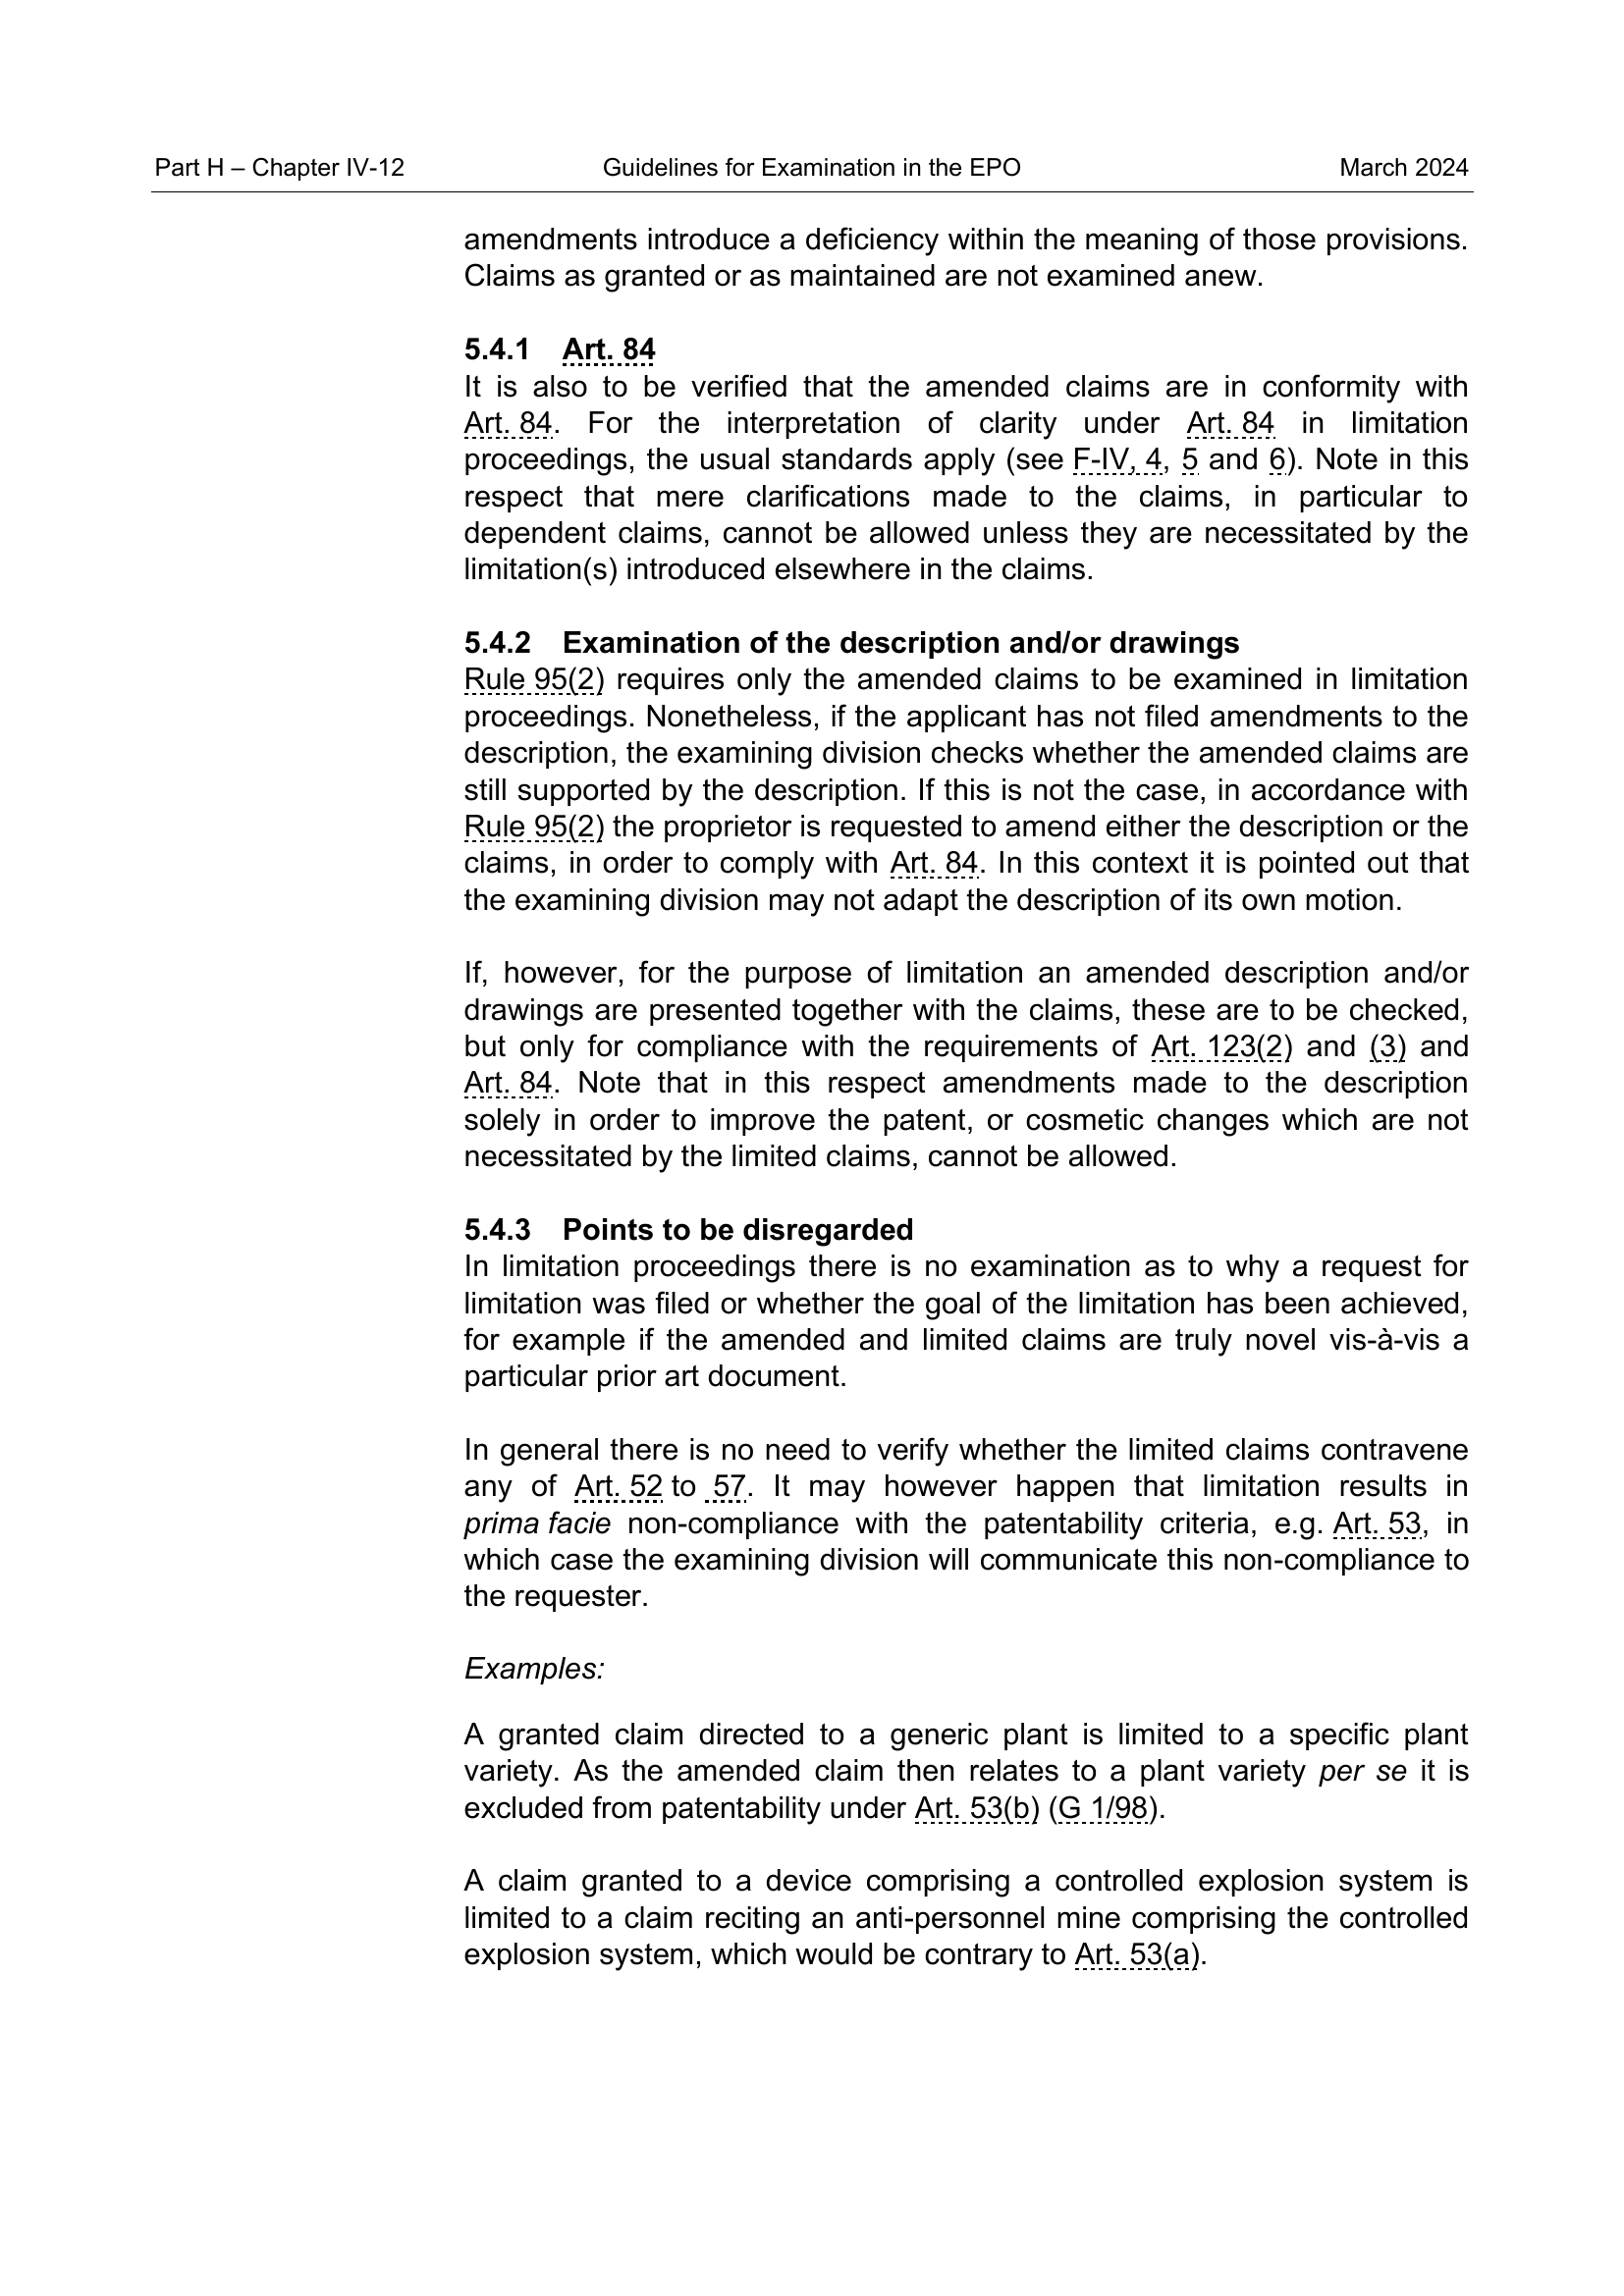 Part H – Chapter IV-12 Guidelines for Examination in the EPO March 2024
amendments introduce a deficiency within the meaning of those provisions.
Claims as granted or as maintained are not examined anew.
5.4.1 Art. 84
It is also to be verified that the amended claims are in conformity with
Art. 84. For the interpretation of clarity under Art. 84 in limitation
proceedings, the usual standards apply (see F-IV, 4, 5 and 6). Note in this
respect that mere clarifications made to the claims, in particular to
dependent claims, cannot be allowed unless they are necessitated by the
limitation(s) introduced elsewhere in the claims.
5.4.2 Examination of the description and/or drawings
Rule 95(2) requires only the amended claims to be examined in limitation
proceedings. Nonetheless, if the applicant has not filed amendments to the
description, the examining division checks whether the amended claims are
still supported by the description. If this is not the case, in accordance with
Rule 95(2) the proprietor is requested to amend either the description or the
claims, in order to comply with Art. 84. In this context it is pointed out that
the examining division may not adapt the description of its own motion.
If, however, for the purpose of limitation an amended description and/or
drawings are presented together with the claims, these are to be checked,
but only for compliance with the requirements of Art. 123(2) and (3) and
Art. 84. Note that in this respect amendments made to the description
solely in order to improve the patent, or cosmetic changes which are not
necessitated by the limited claims, cannot be allowed.
5.4.3 Points to be disregarded
In limitation proceedings there is no examination as to why a request for
limitation was filed or whether the goal of the limitation has been achieved,
for example if the amended and limited claims are truly novel vis-à-vis a
particular prior art document.
In general there is no need to verify whether the limited claims contravene
any of Art. 52 to 57. It may however happen that limitation results in
prima facie non-compliance with the patentability criteria, e.g. Art. 53, in
which case the examining division will communicate this non-compliance to
the requester.
Examples:
A granted claim directed to a generic plant is limited to a specific plant
variety. As the amended claim then relates to a plant variety per se it is
excluded from patentability under Art. 53(b) (G 1/98).
A claim granted to a device comprising a controlled explosion system is
limited to a claim reciting an anti-personnel mine comprising the controlled
explosion system, which would be contrary to Art. 53(a).